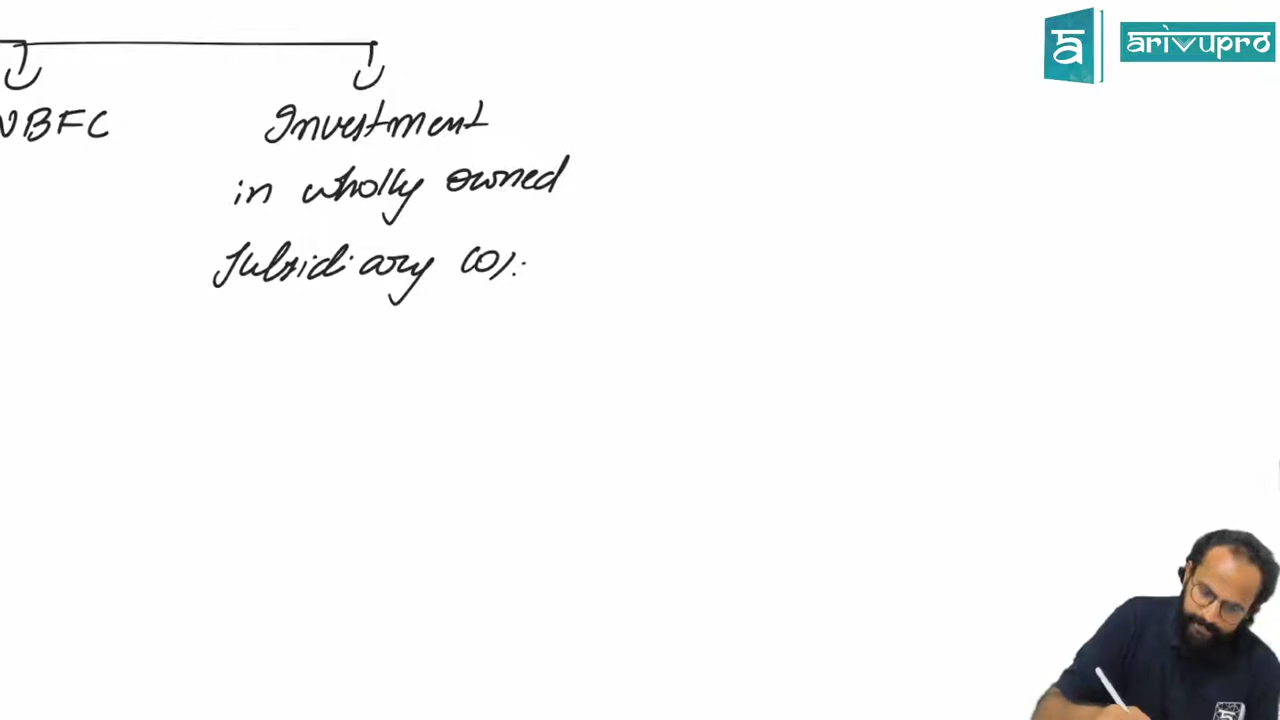 arivupro
NBFC
Investment
in wholly owned
Subsidiary co/: